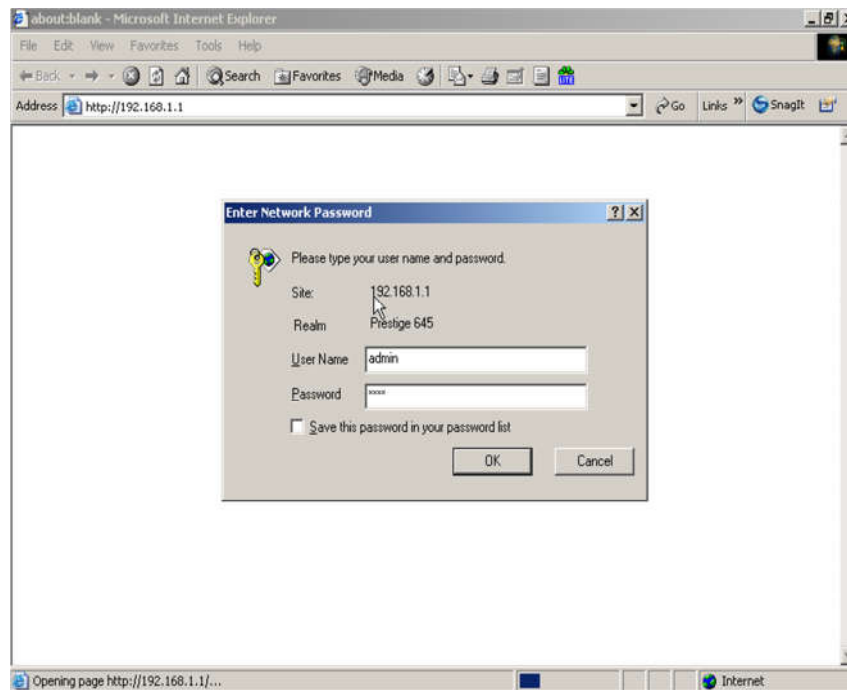 about:blank - Microsoft Internet Explorer
File Edit View Favorites Tools Help
Back Search Favorites Media
Address http://192.168.1.1 Go Links » SnagIt
Enter Network Password
Please type your user name and password.
Site: 192.168.1.1
Realm Prestige 645
User Name admin
Password ****
Save this password in your password list
OK Cancel
Opening page http://192.168.1.1/... Internet